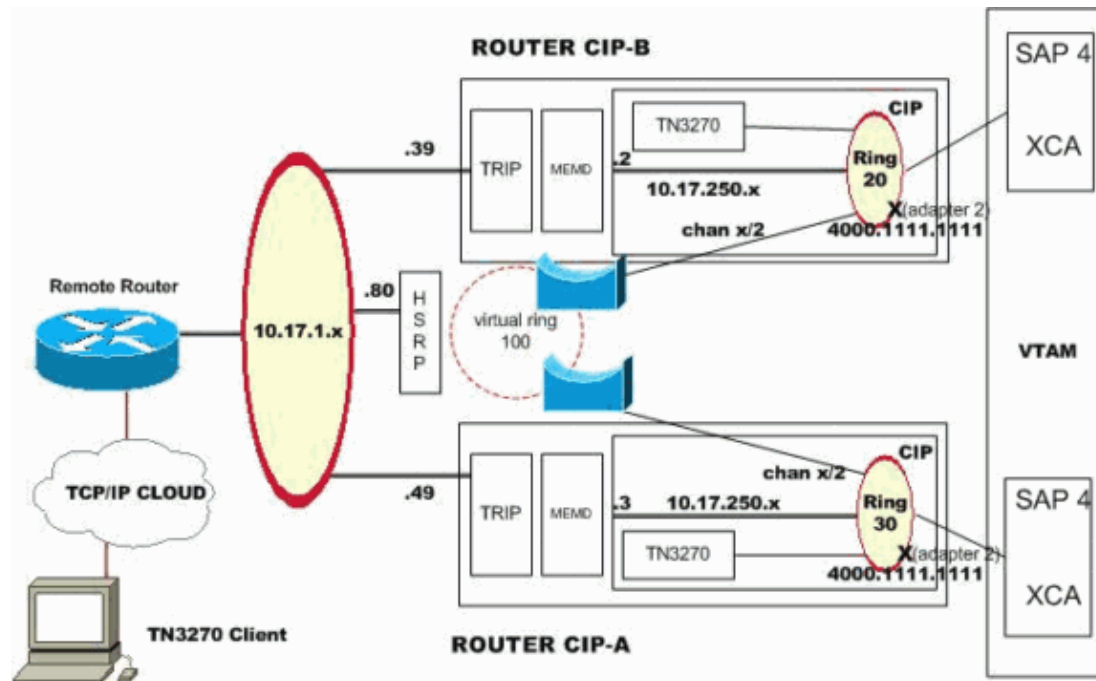 ROUTER CIP-B
SAP 4
XCA
CIP
TN3270
.39
TRIP
MEMD
.2
Ring
20
10.17.250.x
X(adapter 2)
4000.1111.1111
chan x/2
Remote Router
.80
H
S
R
P
virtual ring
100
10.17.1.x
VTAM
CIP
chan x/2
TCP/IP CLOUD
.49
TRIP
MEMD
.3
10.17.250.x
Ring
30
TN3270
X(adapter 2)
4000.1111.1111
SAP 4
XCA
TN3270 Client
ROUTER CIP-A